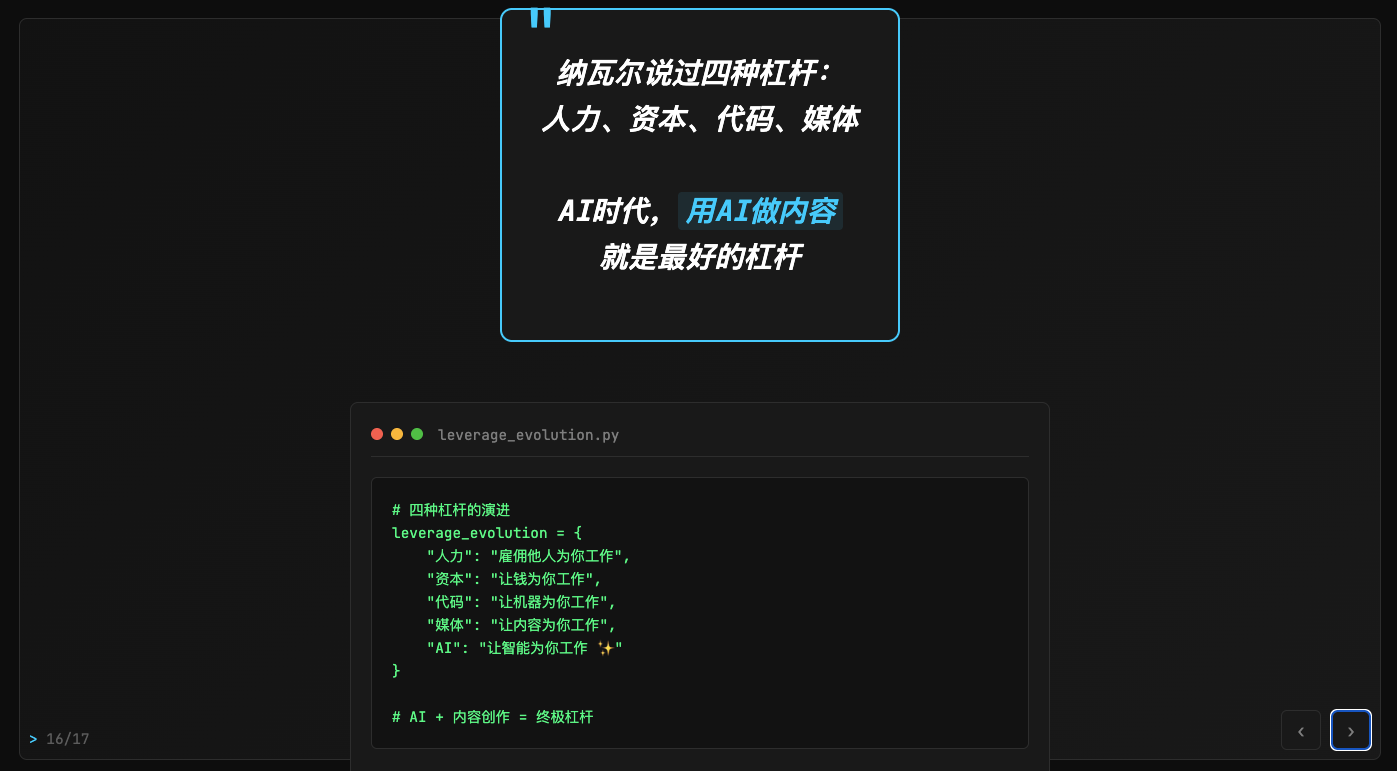 "
纳瓦尔说过四种杠杆：
人力、资本、代码、媒体
AI时代，用AI做内容
就是最好的杠杆
leverage_evolution.py
# 四种杠杆的演进
leverage_evolution = {
    "人力": "雇佣他人为你工作",
    "资本": "让钱为你工作",
    "代码": "让机器为你工作",
    "媒体": "让内容为你工作",
    "AI": "让智能为你工作 ✨"
}
# AI + 内容创作 = 终极杠杆
> 16/17
‹ ›